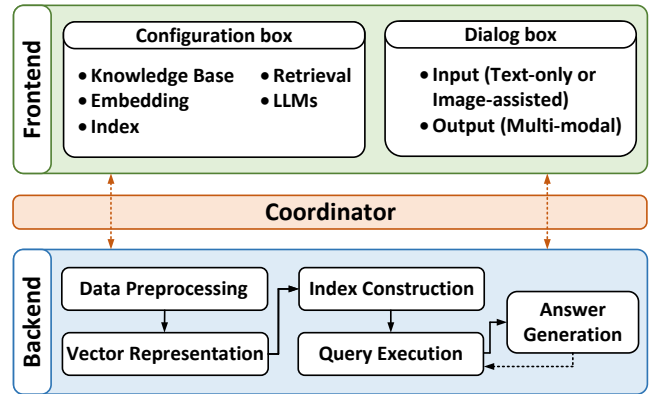 Frontend
Configuration box
• Knowledge Base
• Embedding
• Index
• Retrieval
• LLMs
Dialog box
• Input (Text-only or
Image-assisted)
• Output (Multi-modal)
Coordinator
Backend
Data Preprocessing
Vector Representation
Index Construction
Query Execution
Answer
Generation